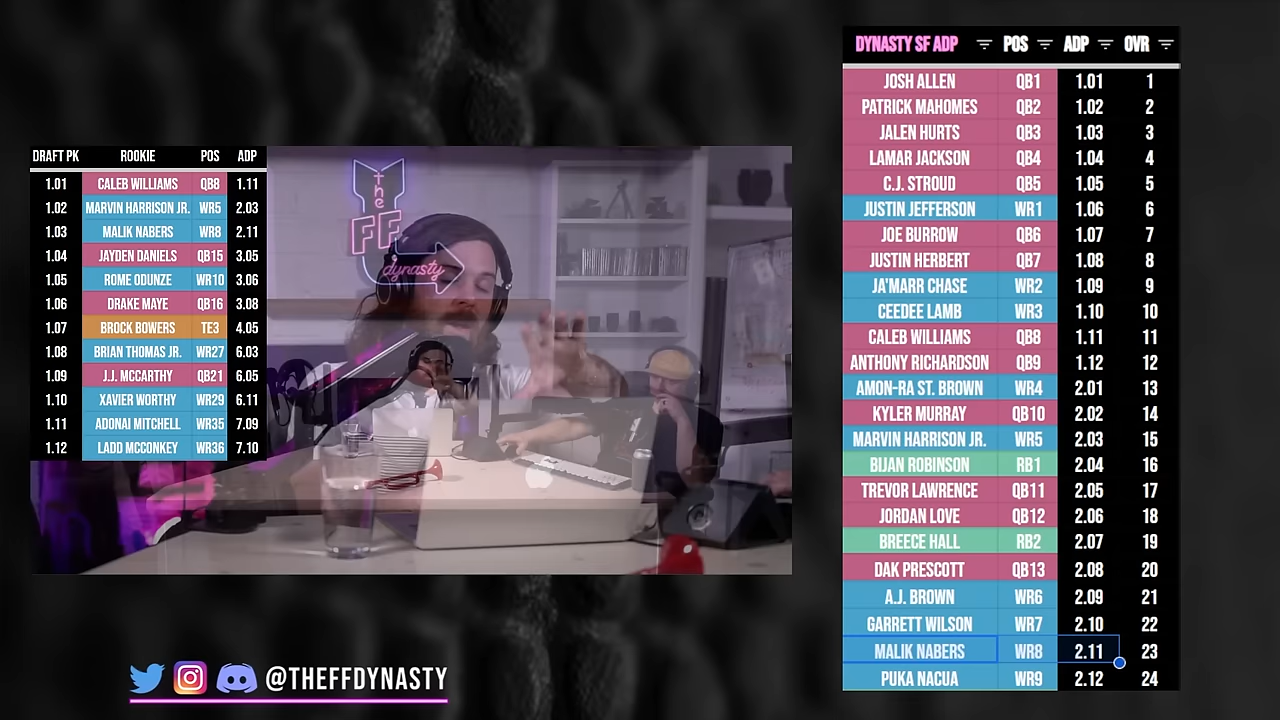 DRAFT PK ROOKIE POS ADP
1.01 CALEB WILLIAMS QB8 1.11
1.02 MARVIN HARRISON JR. WR5 2.03
1.03 MALIK NABERS WR8 2.11
1.04 JAYDEN DANIELS QB15 3.05
1.05 ROME ODUNZE WR10 3.06
1.06 DRAKE MAYE QB16 3.08
1.07 BROCK BOWERS TE3 4.05
1.08 BRIAN THOMAS JR. WR27 6.03
1.09 J.J. MCCARTHY QB21 6.05
1.10 XAVIER WORTHY WR29 6.11
1.11 ADONAI MITCHELL WR35 7.09
1.12 LADD MCCONKEY WR36 7.10
the
FF
dynasty
@THEFFDYNASTY
DYNASTY SF ADP POS ADP OVR
JOSH ALLEN QB1 1.01 1
PATRICK MAHOMES QB2 1.02 2
JALEN HURTS QB3 1.03 3
LAMAR JACKSON QB4 1.04 4
C.J. STROUD QB5 1.05 5
JUSTIN JEFFERSON WR1 1.06 6
JOE BURROW QB6 1.07 7
JUSTIN HERBERT QB7 1.08 8
JA'MARR CHASE WR2 1.09 9
CEEDEE LAMB WR3 1.10 10
CALEB WILLIAMS QB8 1.11 11
ANTHONY RICHARDSON QB9 1.12 12
AMON-RA ST. BROWN WR4 2.01 13
KYLER MURRAY QB10 2.02 14
MARVIN HARRISON JR. WR5 2.03 15
BIJAN ROBINSON RB1 2.04 16
TREVOR LAWRENCE QB11 2.05 17
JORDAN LOVE QB12 2.06 18
BREECE HALL RB2 2.07 19
DAK PRESCOTT QB13 2.08 20
A.J. BROWN WR6 2.09 21
GARRETT WILSON WR7 2.10 22
MALIK NABERS WR8 2.11 23
PUKA NACUA WR9 2.12 24